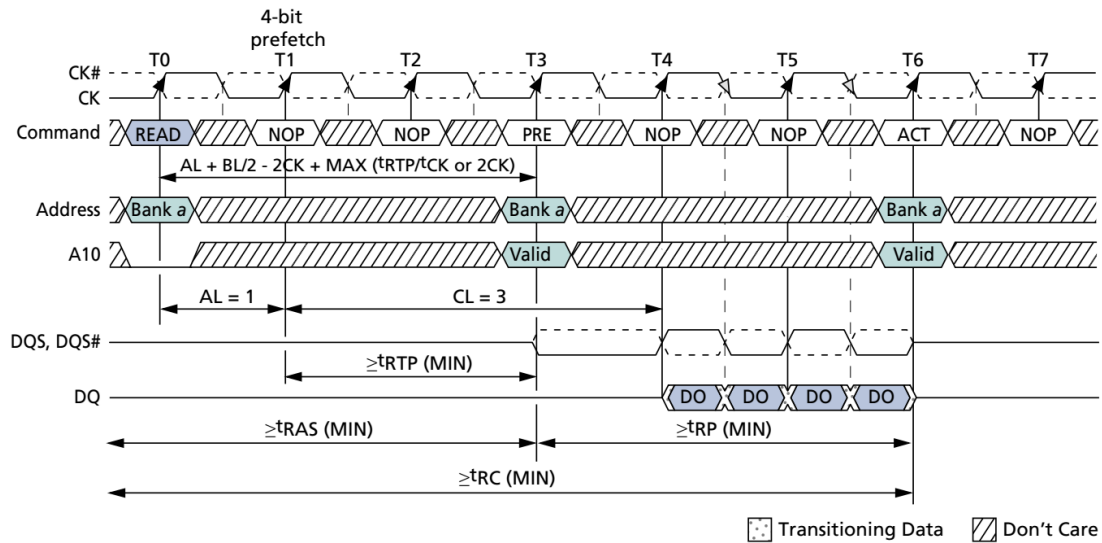 4-bit
prefetch
T0 T1 T2 T3 T4 T5 T6 T7
CK#
CK
Command READ NOP NOP PRE NOP NOP ACT NOP
AL + BL/2 - 2CK + MAX (tRTP/tCK or 2CK)
Address Bank a Bank a Bank a
A10 Valid Valid
AL = 1 CL = 3
DQS, DQS#
≥tRTP (MIN)
DQ DO DO DO DO
≥tRAS (MIN) ≥tRP (MIN)
≥tRC (MIN)
Transitioning Data Don't Care